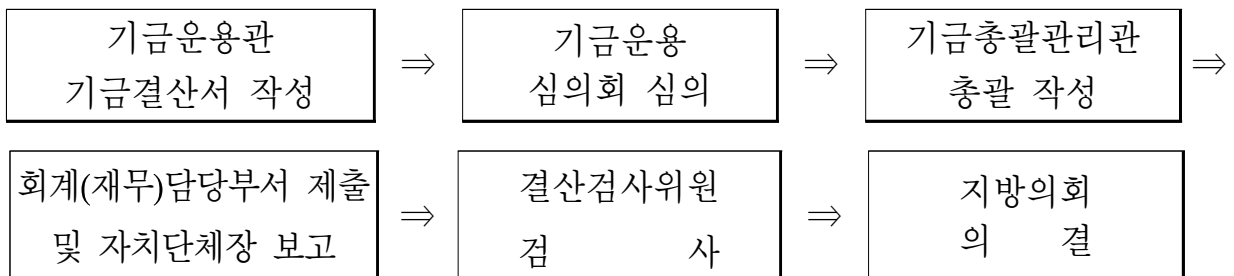 기금운용관
기금결산서 작성
⇒
기금운용
심의회 심의
⇒
기금총괄관리관
총괄 작성
⇒
회계(재무)담당부서 제출
및 자치단체장 보고
⇒
결산검사위원
검 사
⇒
지방의회
의 결